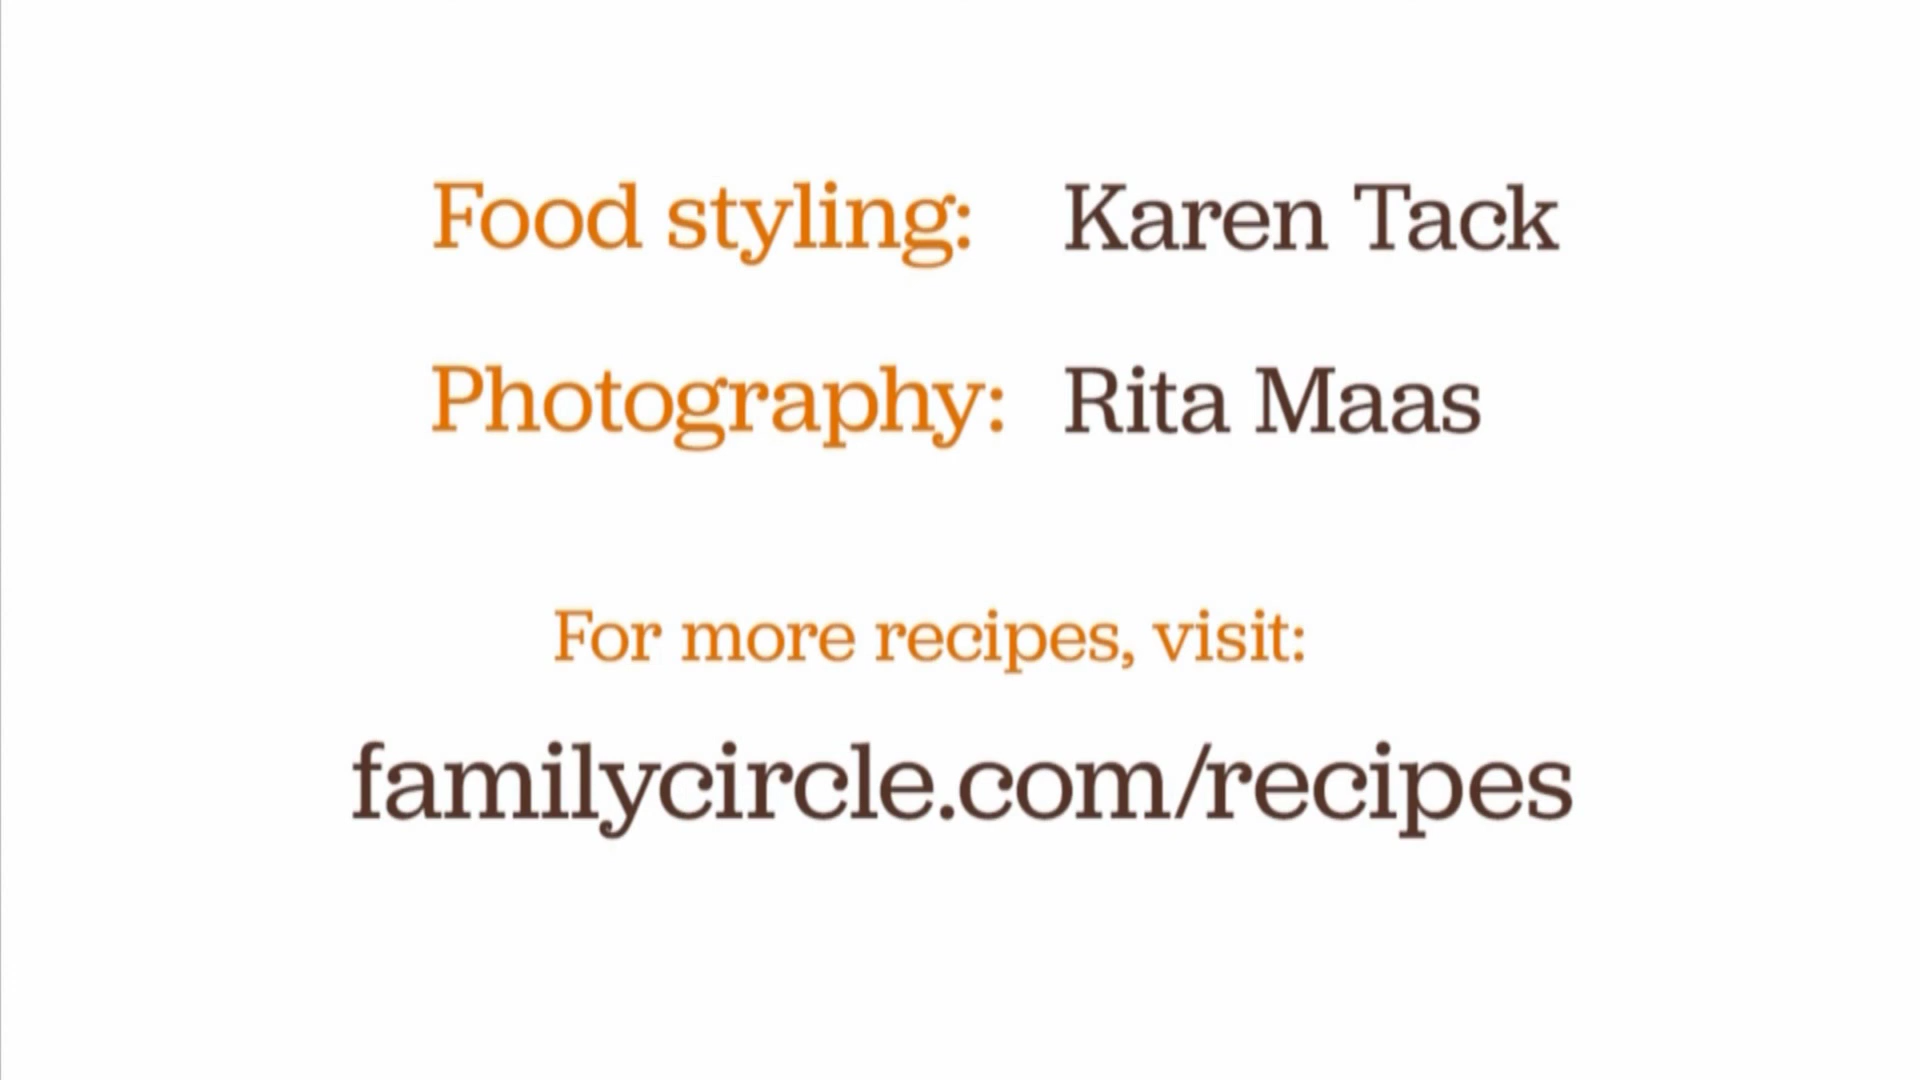 Food styling: Karen Tack
Photography: Rita Maas
For more recipes, visit:
familycircle.com/recipes